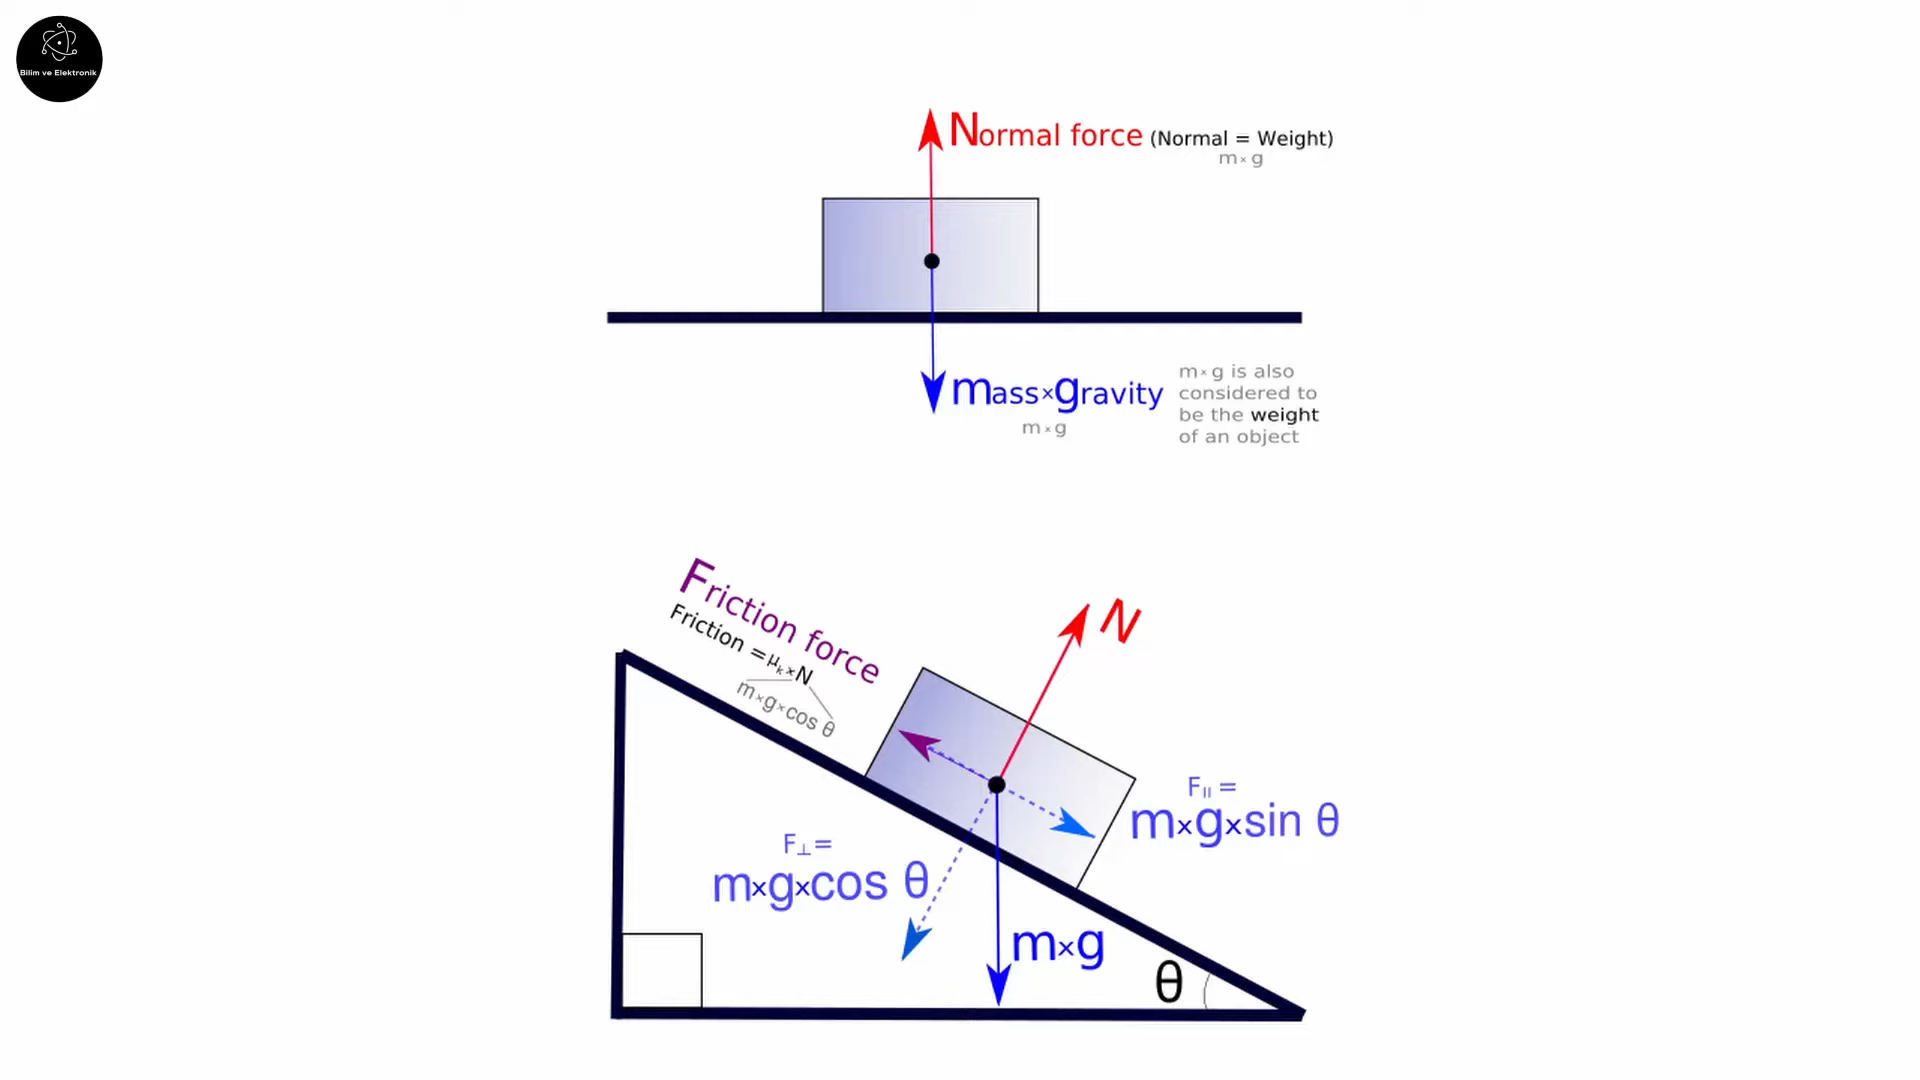 Bilim ve Elektronik
Normal force (Normal = Weight)
m×g
mass×gravity
m×g
m×g is also
considered to
be the weight
of an object
Friction force
Friction =μₖ×N
m×g×cos θ
N
F∥ =
m×g×sin θ
F⊥=
m×g×cos θ
m×g
θ